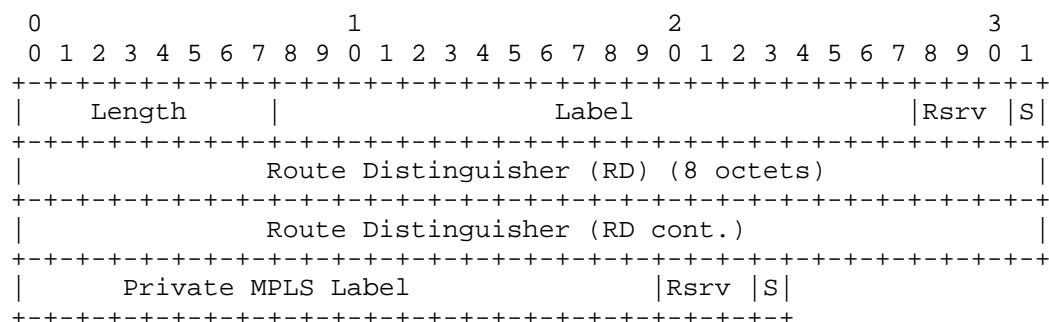 0                   1                   2                   3
 0 1 2 3 4 5 6 7 8 9 0 1 2 3 4 5 6 7 8 9 0 1 2 3 4 5 6 7 8 9 0 1
+-+-+-+-+-+-+-+-+-+-+-+-+-+-+-+-+-+-+-+-+-+-+-+-+-+-+-+-+-+-+-+-+
|    Length     |                 Label                 |Rsrv |S|
+-+-+-+-+-+-+-+-+-+-+-+-+-+-+-+-+-+-+-+-+-+-+-+-+-+-+-+-+-+-+-+-+
|               Route Distinguisher (RD) (8 octets)             |
+-+-+-+-+-+-+-+-+-+-+-+-+-+-+-+-+-+-+-+-+-+-+-+-+-+-+-+-+-+-+-+-+
|               Route Distinguisher (RD cont.)                  |
+-+-+-+-+-+-+-+-+-+-+-+-+-+-+-+-+-+-+-+-+-+-+-+-+-+-+-+-+-+-+-+-+
|      Private MPLS Label               |Rsrv |S|
+-+-+-+-+-+-+-+-+-+-+-+-+-+-+-+-+-+-+-+-+-+-+-+-+